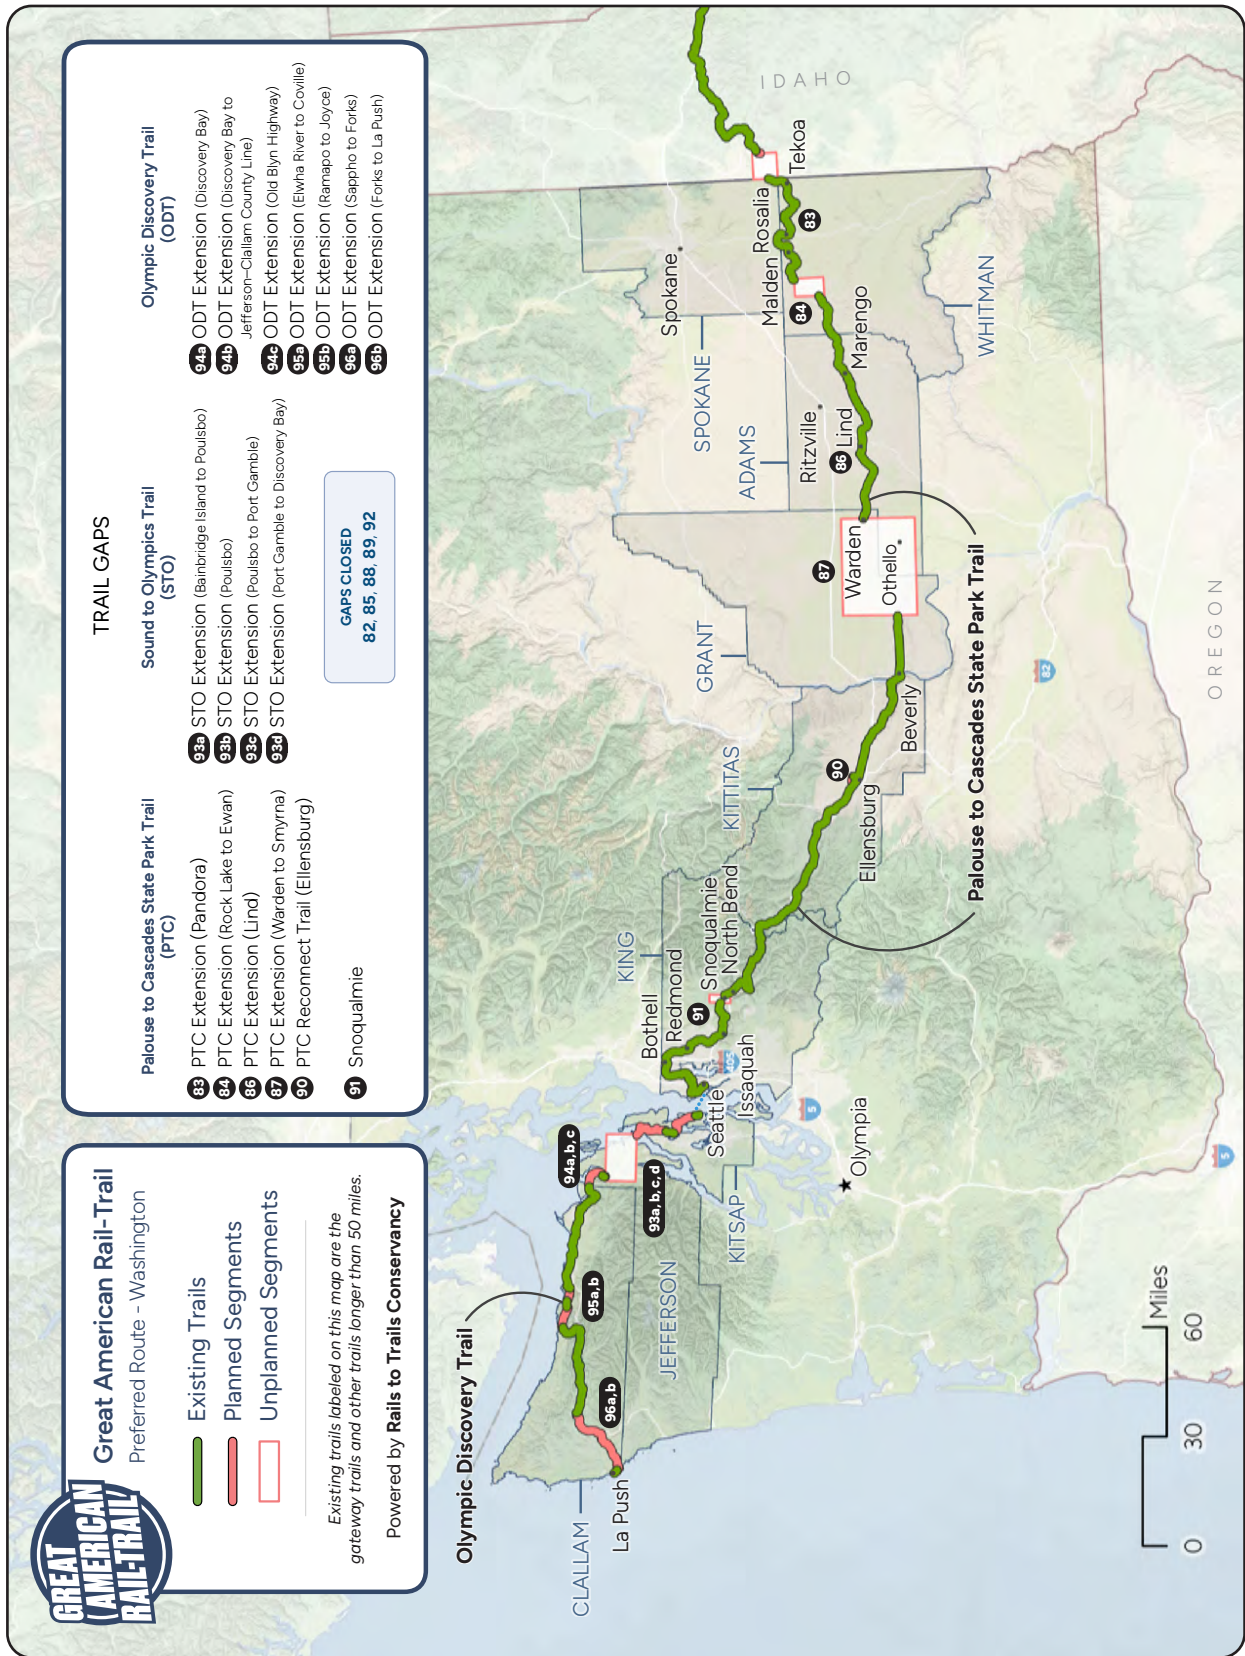 GREAT
AMERICAN
RAIL-TRAIL
Great American Rail-Trail
Preferred Route - Washington
Existing Trails
Planned Segments
Unplanned Segments
Existing trails labeled on this map are the
gateway trails and other trails longer than 50 miles.
Powered by Rails to Trails Conservancy
TRAIL GAPS
Palouse to Cascades State Park Trail
(PTC)
83 PTC Extension (Pandora)
84 PTC Extension (Rock Lake to Ewan)
86 PTC Extension (Lind)
87 PTC Extension (Warden to Smyrna)
90 PTC Reconnect Trail (Ellensburg)
91 Snoqualmie
Sound to Olympics Trail
(STO)
93a STO Extension (Bainbridge Island to Poulsbo)
93b STO Extension (Poulsbo)
93c STO Extension (Poulsbo to Port Gamble)
93d STO Extension (Port Gamble to Discovery Bay)
GAPS CLOSED
82, 85, 88, 89, 92
Olympic Discovery Trail
(ODT)
94a ODT Extension (Discovery Bay)
94b ODT Extension (Discovery Bay to
Jefferson–Clallam County Line)
94c ODT Extension (Old Blyn Highway)
95a ODT Extension (Elwha River to Coville)
95b ODT Extension (Ramapo to Joyce)
96a ODT Extension (Sappho to Forks)
96b ODT Extension (Forks to La Push)
Olympic Discovery Trail
CLALLAM
La Push
96a,b
95a,b
JEFFERSON
94a,b,c
93a, b, c, d
KITSAP
Olympia
Seattle
Issaquah
Bothell
Redmond
91
Snoqualmie
North Bend
KING
405
5
5
KITTITAS
Ellensburg
90
Beverly
GRANT
82
87
Warden
Othello
Palouse to Cascades State Park Trail
ADAMS
Ritzville
86
Lind
SPOKANE
Spokane
Marengo
84
Malden
Rosalia
83
Tekoa
WHITMAN
IDAHO
OREGON
0
30
60
Miles